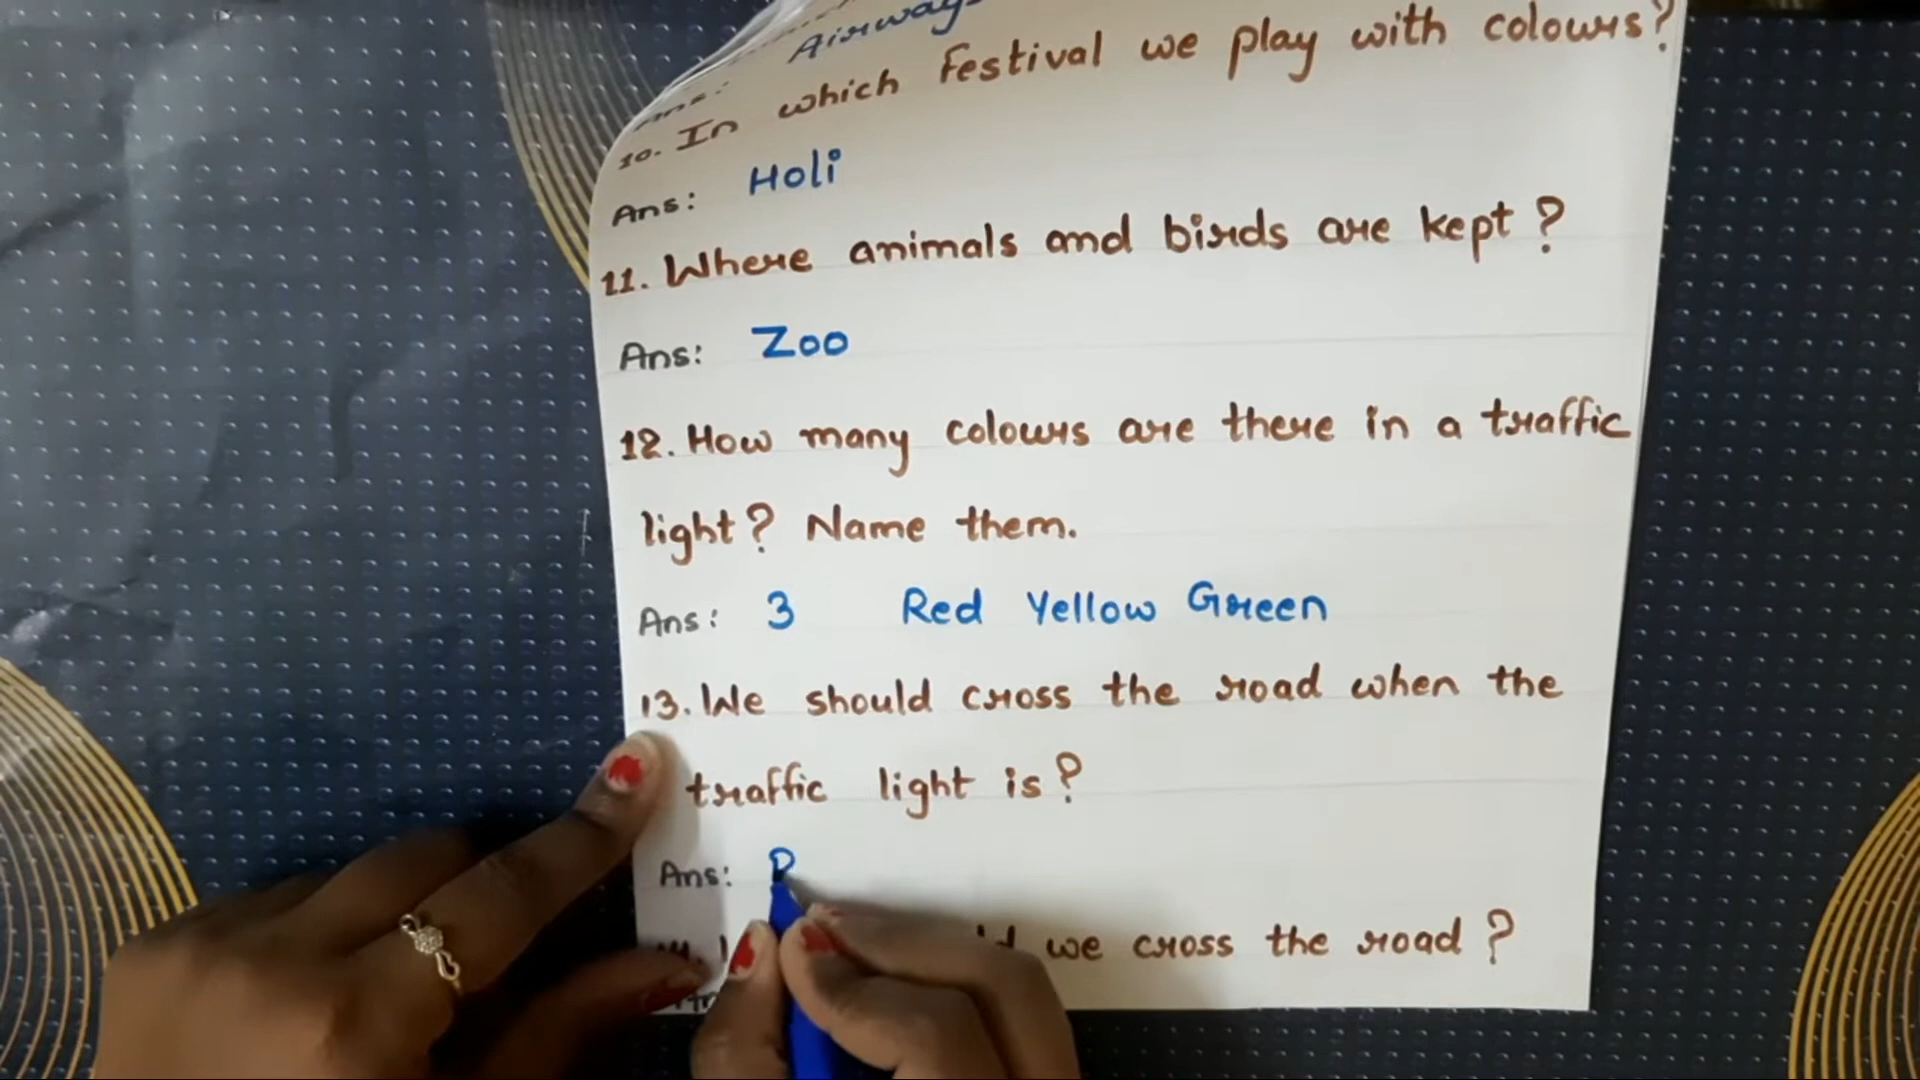 Ans: Airways
10. In which festival we play with colours?
Ans: Holi
11. Where animals and birds are kept?
Ans: Zoo
12. How many colours are there in a traffic
light? Name them.
Ans: 3 Red Yellow Green
13. We should cross the road when the
traffic light is?
Ans:
we cross the road?